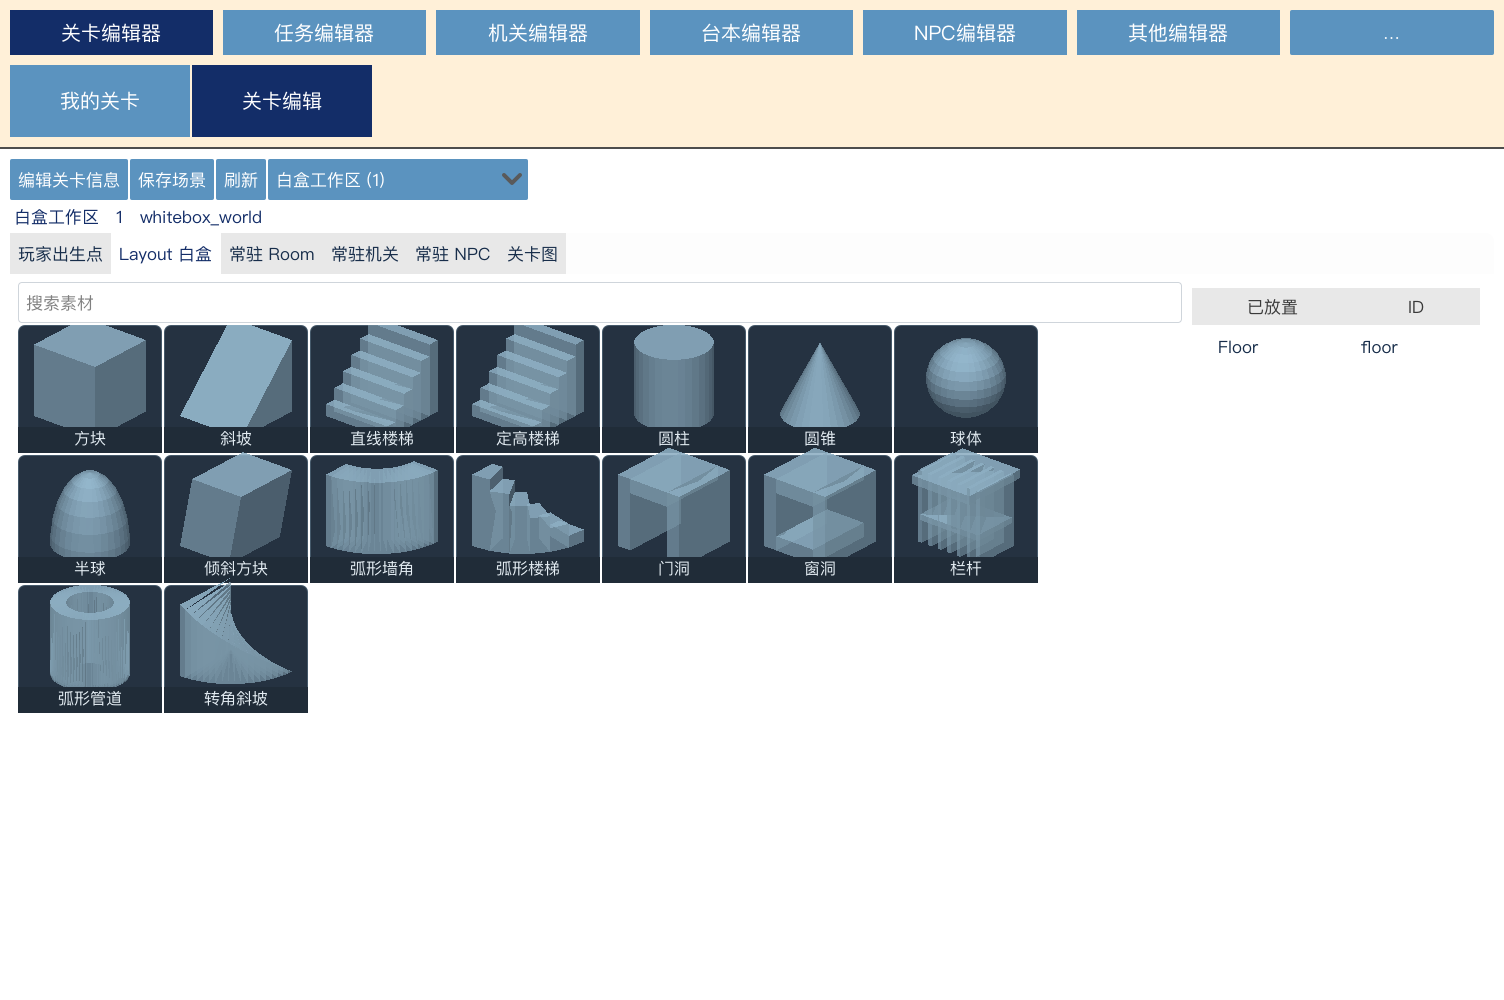 关卡编辑器 任务编辑器 机关编辑器 台本编辑器 NPC编辑器 其他编辑器 ...
我的关卡 关卡编辑
编辑关卡信息 保存场景 刷新 白盒工作区 (1)
白盒工作区 1 whitebox_world
玩家出生点 Layout 白盒 常驻 Room 常驻机关 常驻 NPC 关卡图
搜索素材
已放置 ID
Floor floor
方块 斜坡 直线楼梯 定高楼梯 圆柱 圆锥 球体
半球 倾斜方块 弧形墙角 弧形楼梯 门洞 窗洞 栏杆
弧形管道 转角斜坡